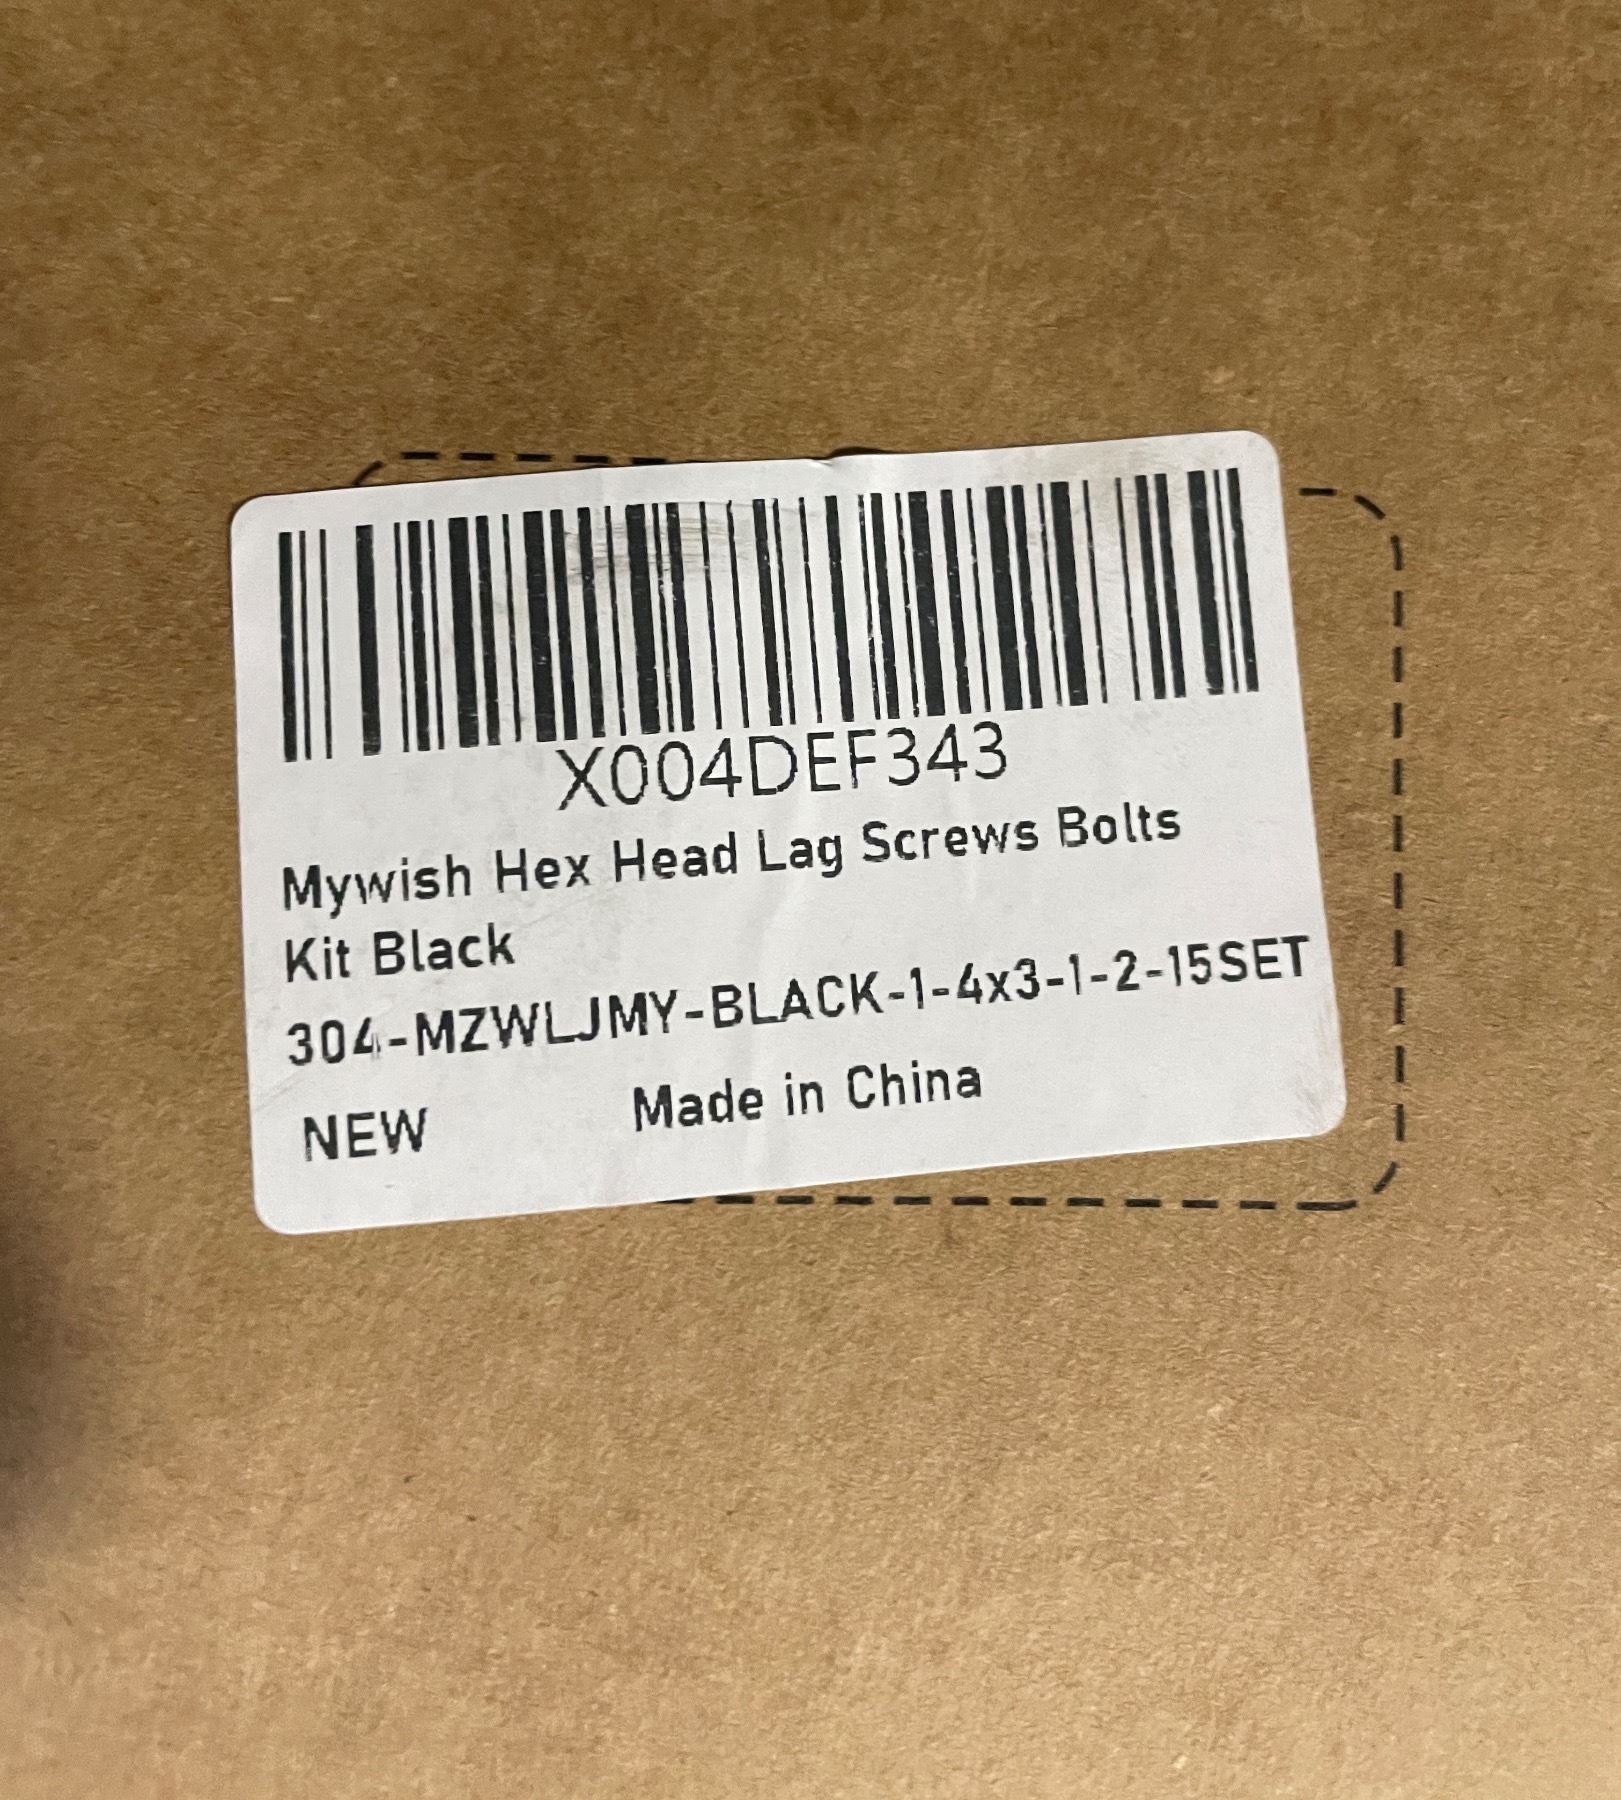 X004DEF343
Mywish Hex Head Lag Screws Bolts
Kit Black
304-MZWLJMY-BLACK-1-4x3-1-2-15SET
NEW Made in China